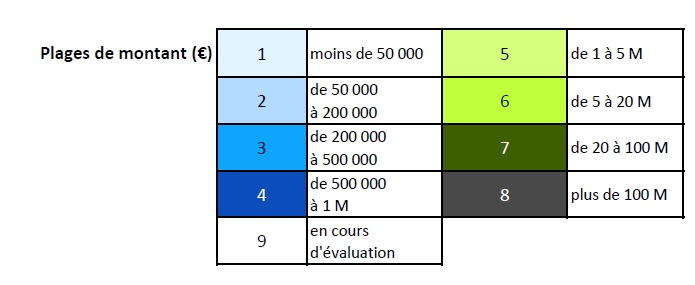 Plages de montant (€) 1 moins de 50 000 5 de 1 à 5 M
2 de 50 000
à 200 000 6 de 5 à 20 M
3 de 200 000
à 500 000 7 de 20 à 100 M
4 de 500 000
à 1 M 8 plus de 100 M
9 en cours
d'évaluation